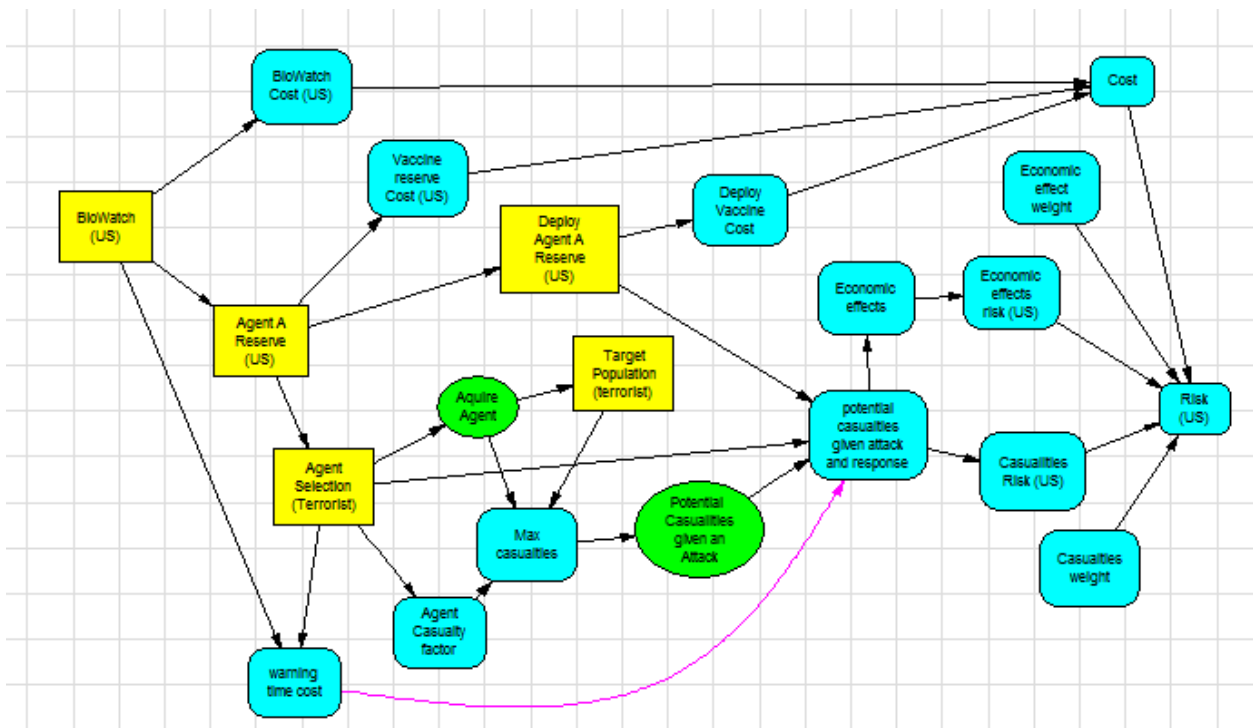 BioWatch
Cost (US)
Cost
Vaccine
reserve
Cost (US)
Economic
effect
weight
BioWatch
(US)
Deploy
Agent A
Reserve
(US)
Deploy
Vaccine
Cost
Economic
effects
Economic
effects
risk (US)
Agent A
Reserve
(US)
Target
Population
(terrorist)
Aquire
Agent
potential
casualties
given attack
and response
Risk
(US)
Agent
Selection
(Terrorist)
Casualities
Risk (US)
Potential
Casualities
given an
Attack
Max
casualties
Casualties
weight
Agent
Casualty
factor
warning
time cost